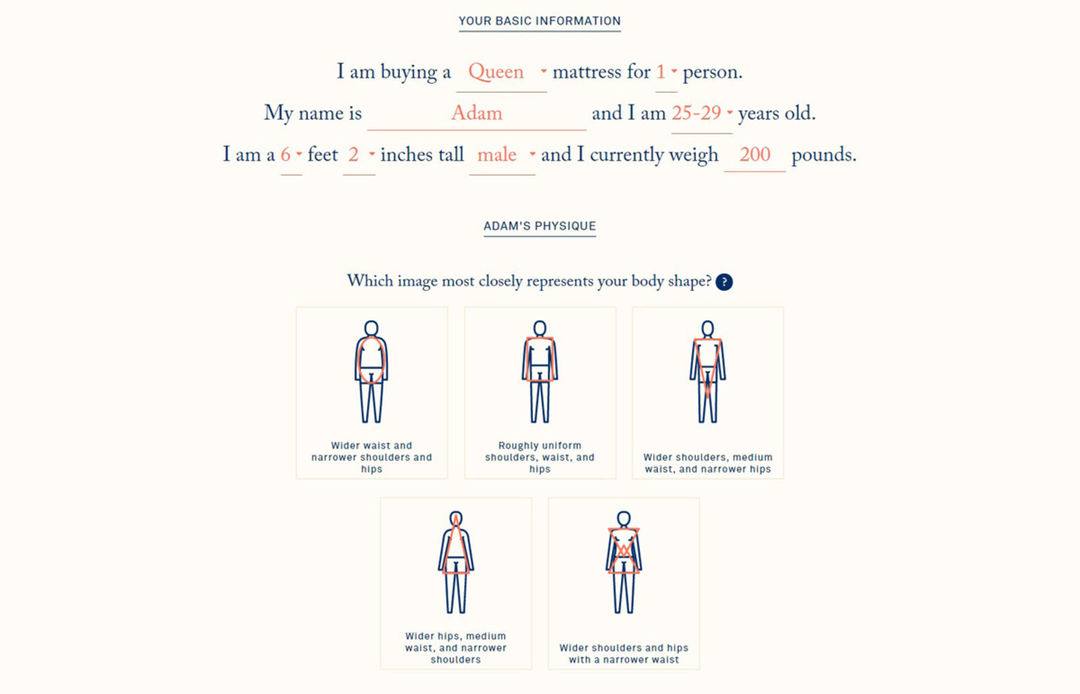 YOUR BASIC INFORMATION
I am buying a Queen mattress for 1 person.
My name is Adam and I am 25-29 years old.
I am a 6 feet 2 inches tall male and I currently weigh 200 pounds.
ADAM'S PHYSIQUE
Which image most closely represents your body shape? ?
Wider waist and
narrower shoulders and
hips
Roughly uniform
shoulders, waist, and
hips
Wider shoulders, medium
waist, and narrower hips
Wider hips, medium
waist, and narrower
shoulders
Wider shoulders and hips
with a narrower waist